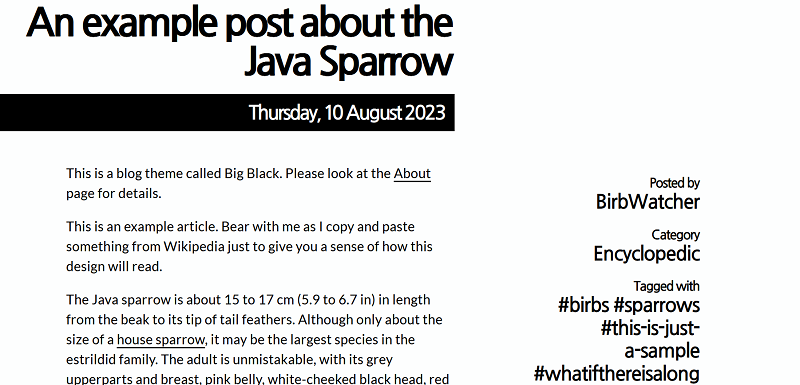 An example post about the
Java Sparrow
Thursday, 10 August 2023
This is a blog theme called Big Black. Please look at the About
page for details.
This is an example article. Bear with me as I copy and paste
something from Wikipedia just to give you a sense of how this
design will read.
The Java sparrow is about 15 to 17 cm (5.9 to 6.7 in) in length
from the beak to its tip of tail feathers. Although only about the
size of a house sparrow, it may be the largest species in the
estrildid family. The adult is unmistakable, with its grey
upperparts and breast, pink belly, white-cheeked black head, red
Posted by
BirbWatcher
Category
Encyclopedic
Tagged with
#birbs #sparrows
#this-is-just-
a-sample
#whatifthereisalong